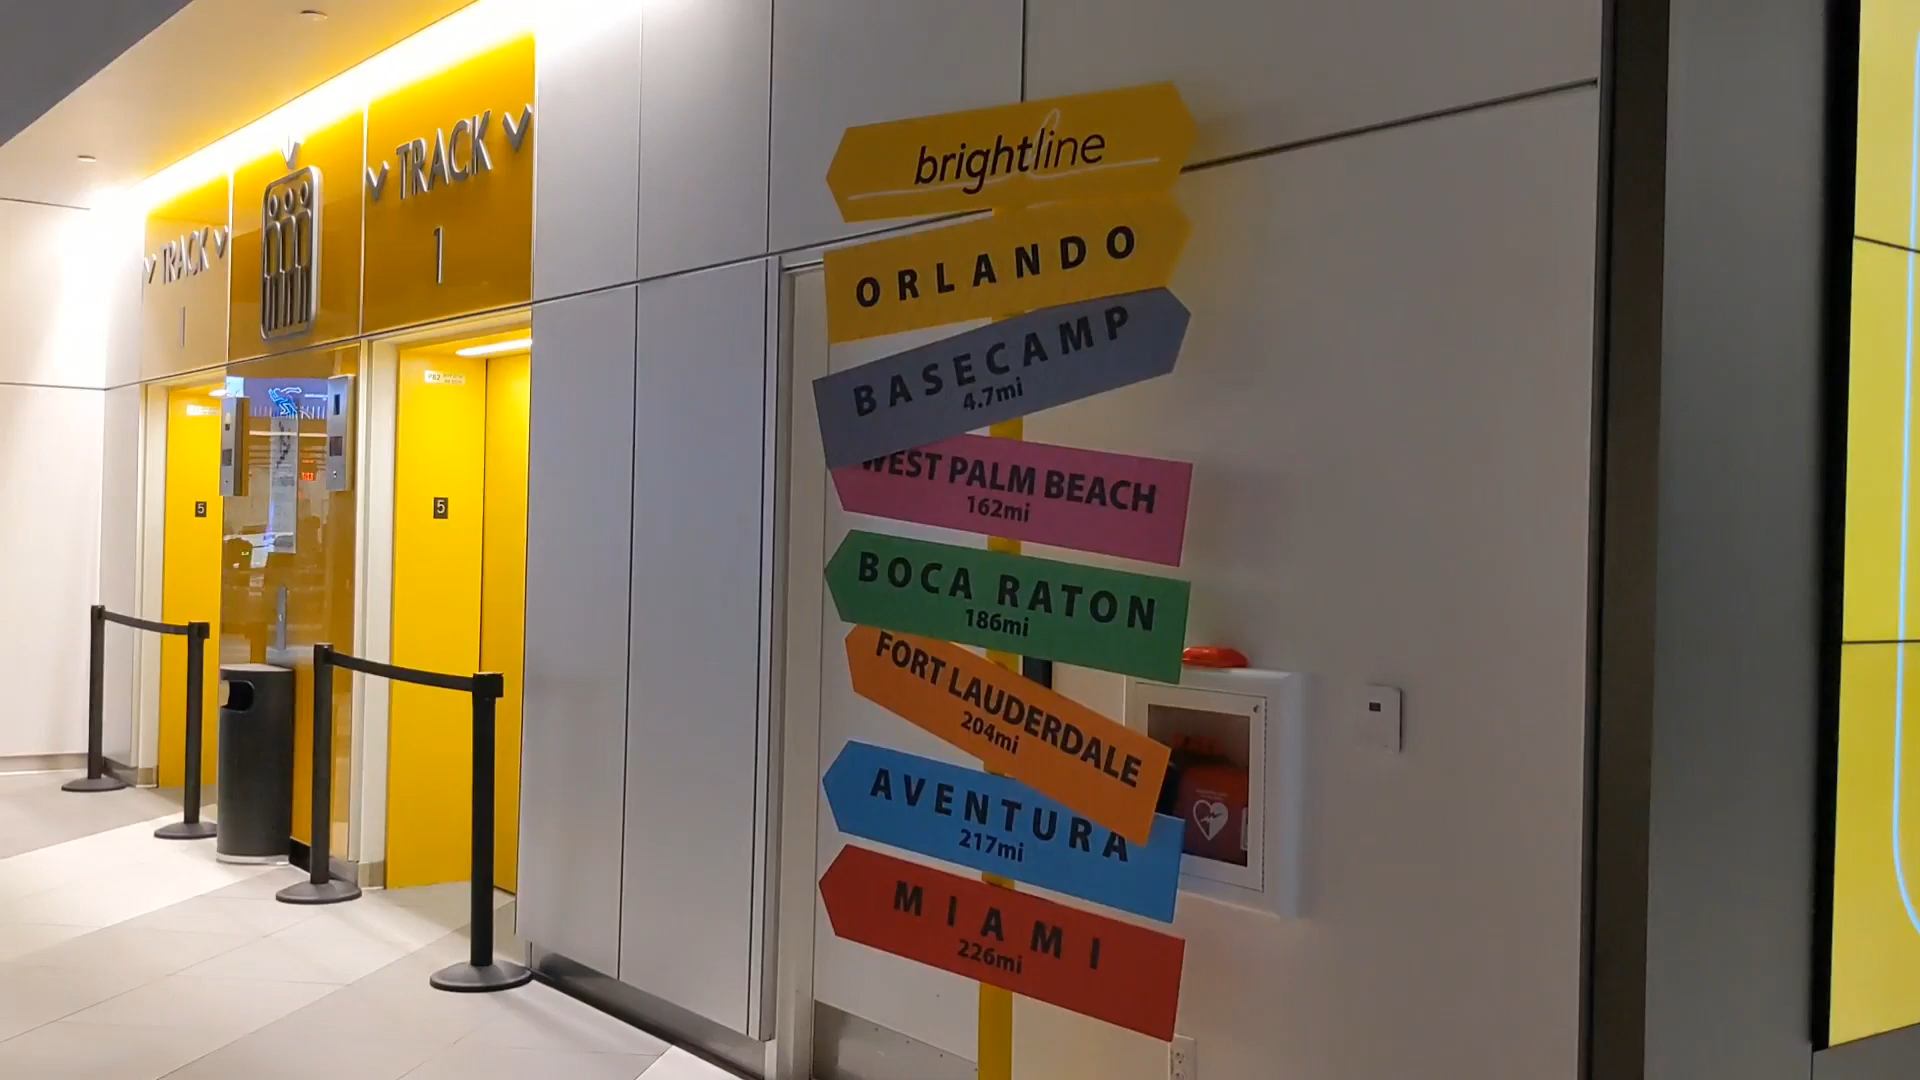 TRACK
1
TRACK
1
5
5
brightline
ORLANDO
BASECAMP
4.7mi
WEST PALM BEACH
162mi
BOCA RATON
186mi
FORT LAUDERDALE
204mi
AVENTURA
217mi
MIAMI
226mi